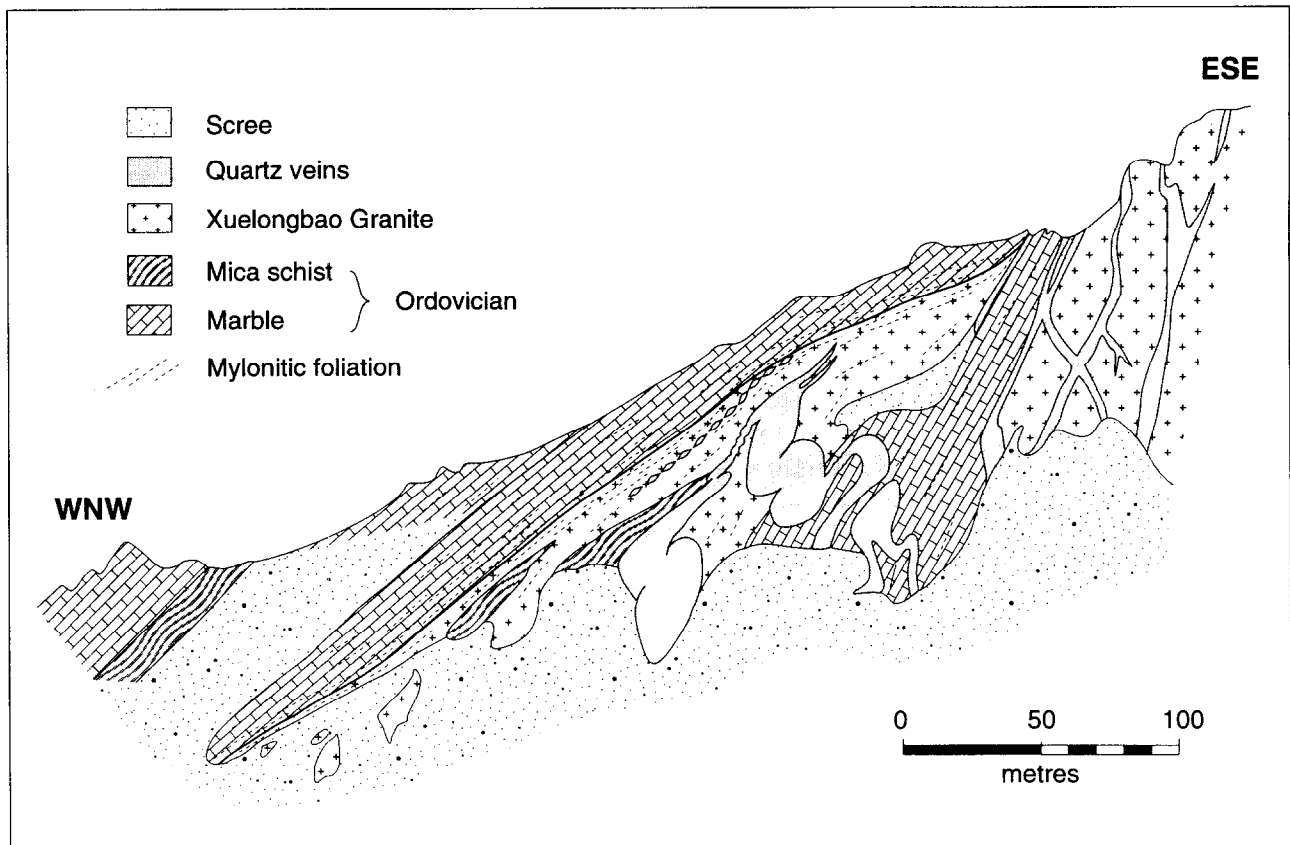 ESE
Scree
Quartz veins
Xuelongbao Granite
Mica schist
Ordovician
Marble
Mylonitic foliation
WNW
0 50 100
metres